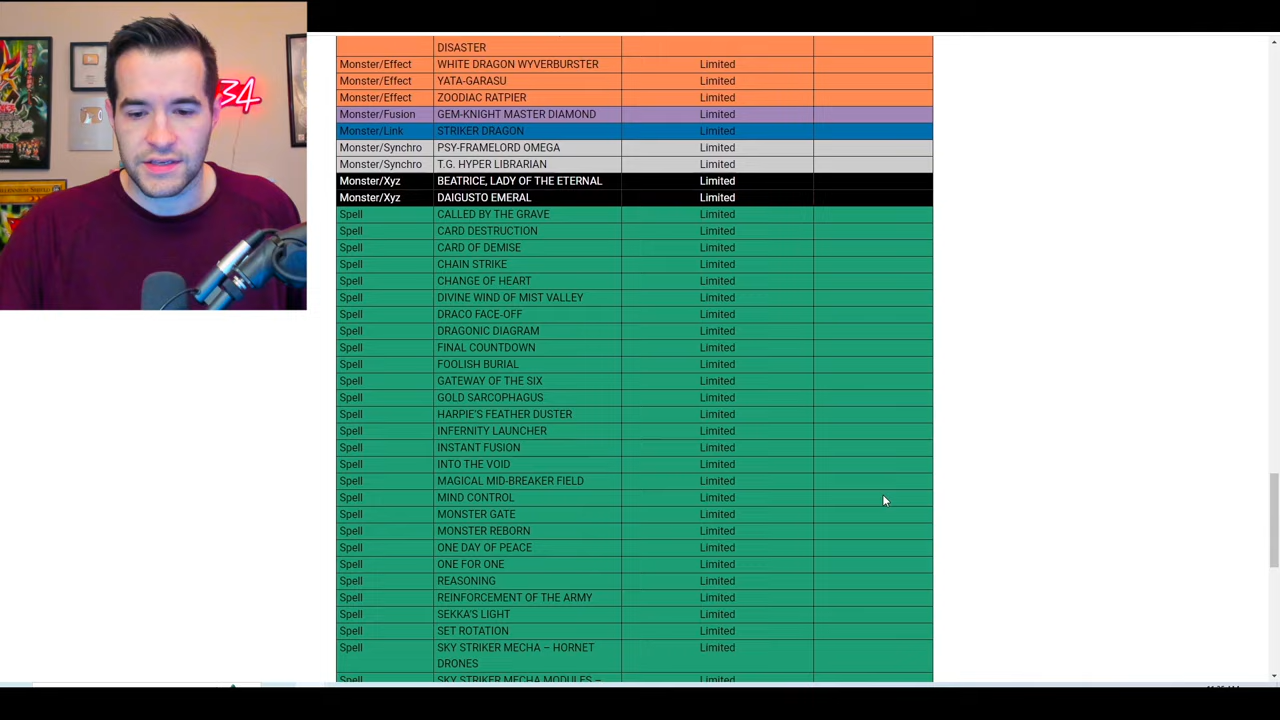 34
DISASTER
Monster/Effect WHITE DRAGON WYVERBURSTER Limited
Monster/Effect YATA-GARASU Limited
Monster/Effect ZOODIAC RATPIER Limited
Monster/Fusion GEM-KNIGHT MASTER DIAMOND Limited
Monster/Link STRIKER DRAGON Limited
Monster/Synchro PSY-FRAMELORD OMEGA Limited
Monster/Synchro T.G. HYPER LIBRARIAN Limited
Monster/Xyz BEATRICE, LADY OF THE ETERNAL Limited
Monster/Xyz DAIGUSTO EMERAL Limited
Spell CALLED BY THE GRAVE Limited
Spell CARD DESTRUCTION Limited
Spell CARD OF DEMISE Limited
Spell CHAIN STRIKE Limited
Spell CHANGE OF HEART Limited
Spell DIVINE WIND OF MIST VALLEY Limited
Spell DRACO FACE-OFF Limited
Spell DRAGONIC DIAGRAM Limited
Spell FINAL COUNTDOWN Limited
Spell FOOLISH BURIAL Limited
Spell GATEWAY OF THE SIX Limited
Spell GOLD SARCOPHAGUS Limited
Spell HARPIE'S FEATHER DUSTER Limited
Spell INFERNITY LAUNCHER Limited
Spell INSTANT FUSION Limited
Spell INTO THE VOID Limited
Spell MAGICAL MID-BREAKER FIELD Limited
Spell MIND CONTROL Limited
Spell MONSTER GATE Limited
Spell MONSTER REBORN Limited
Spell ONE DAY OF PEACE Limited
Spell ONE FOR ONE Limited
Spell REASONING Limited
Spell REINFORCEMENT OF THE ARMY Limited
Spell SEKKA'S LIGHT Limited
Spell SET ROTATION Limited
Spell SKY STRIKER MECHA – HORNET Limited
DRONES
Spell SKY STRIKER MECHA MODULES – Limited